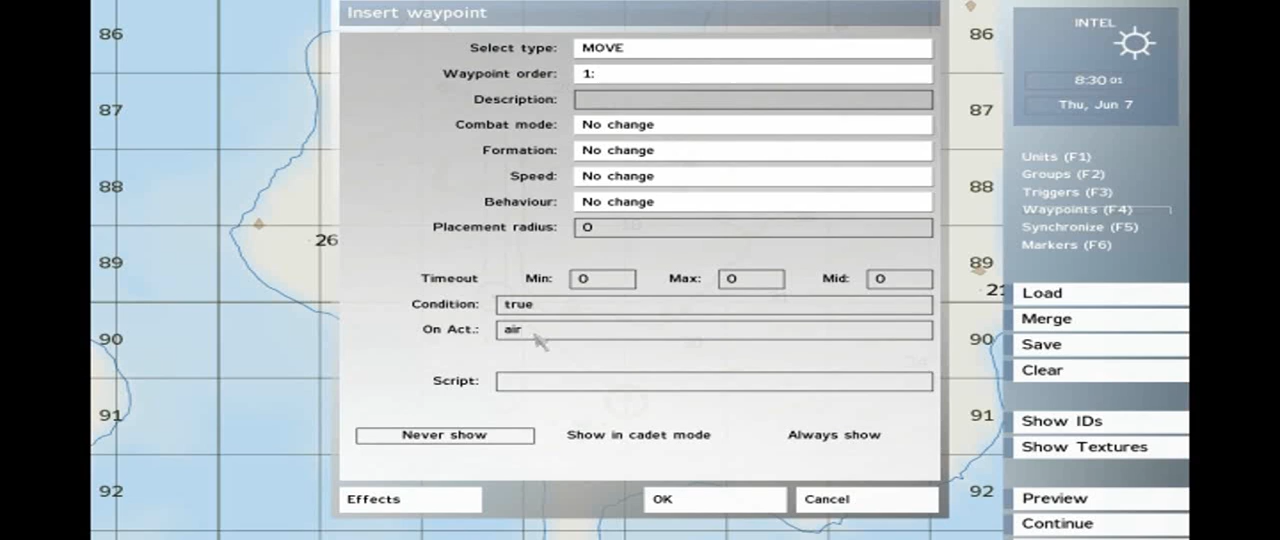 Insert waypoint
Select type: MOVE
Waypoint order: 1:
Description:
Combat mode: No change
Formation: No change
Speed: No change
Behaviour: No change
Placement radius: 0
Timeout Min: 0 Max: 0 Mid: 0
Condition: true
On Act.: air
Script:
Never show Show in cadet mode Always show
Effects OK Cancel
86
87
88
26
89
90
91
92
86
87
88
89
21
90
91
92
INTEL
8:30 01
Thu, Jun 7
Units (F1)
Groups (F2)
Triggers (F3)
Waypoints (F4)
Synchronize (F5)
Markers (F6)
Load
Merge
Save
Clear
Show IDs
Show Textures
Preview
Continue